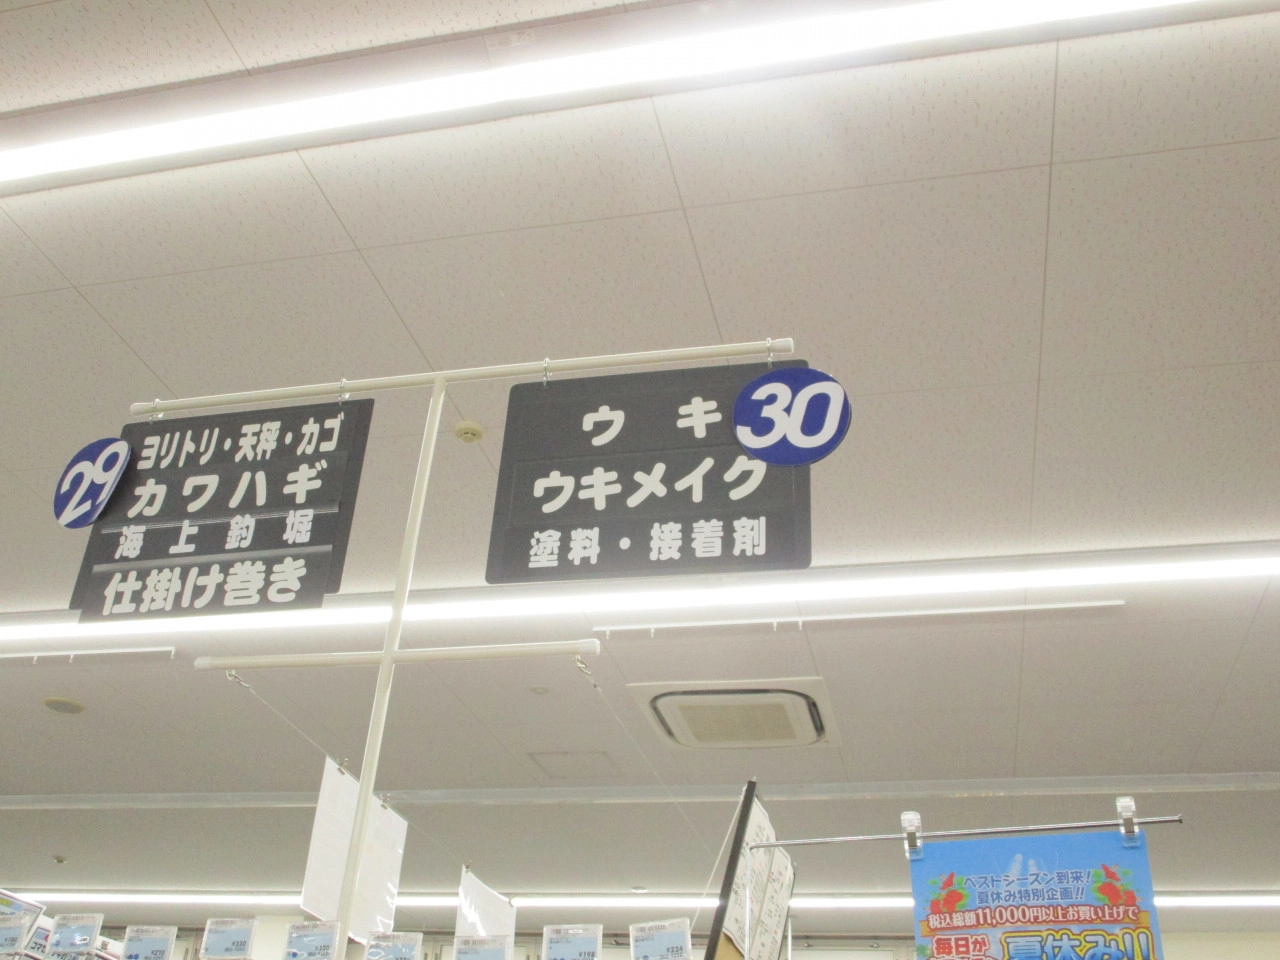 29
ヨリトリ・天秤・カゴ
カワハギ
海上釣堀
仕掛け巻き
30
ウキ
ウキメイク
塗料・接着剤
ベストシーズン到来!
夏休み特別企画!!
税込総額11,000円以上お買い上げで
毎日が
夏休み!!
¥330
¥220
¥198